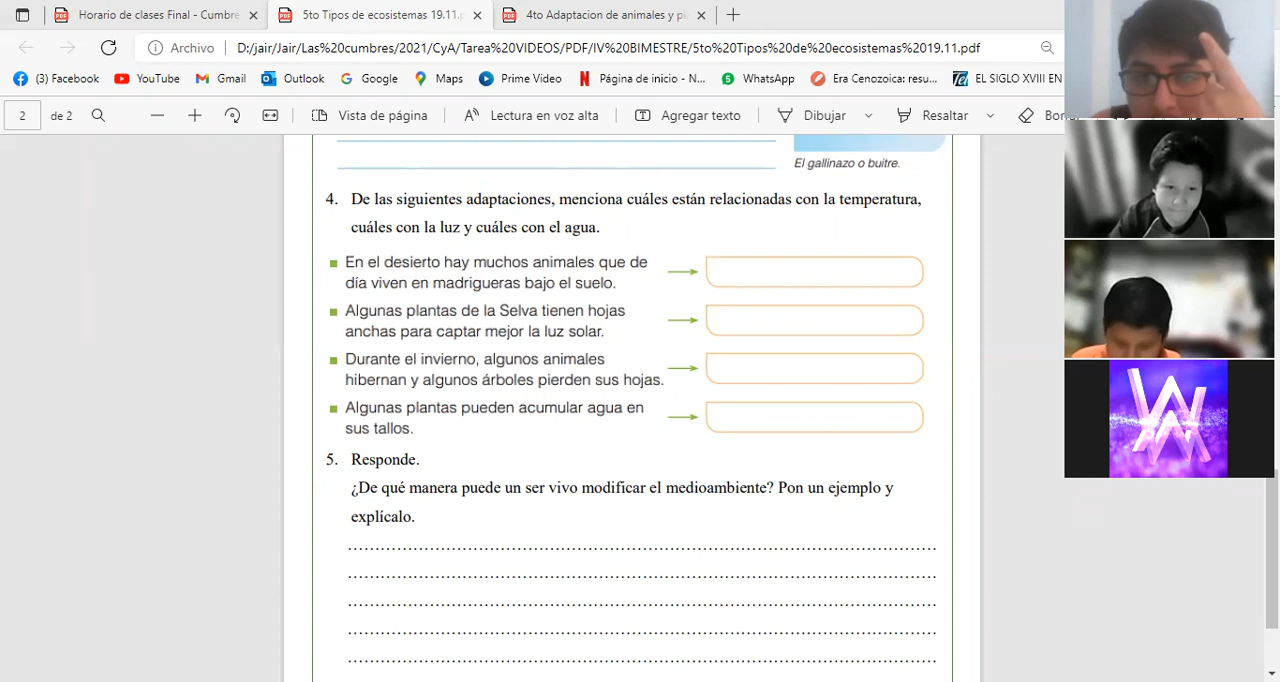 Horario de clases Final - Cumbre
5to Tipos de ecosistemas 19.11.p
4to Adaptacion de animales y pl
Archivo D:/jair/Jair/Las%20cumbres/2021/CyA/Tarea%20VIDEOS/PDF/IV%20BIMESTRE/5to%20Tipos%20de%20ecosistemas%2019.11.pdf
(3) Facebook YouTube Gmail Outlook Google Maps Prime Video Página de inicio - N... WhatsApp Era Cenozoica: resu... EL SIGLO XVIII EN
2 de 2 Vista de página Lectura en voz alta Agregar texto Dibujar Resaltar
El gallinazo o buitre.
4. De las siguientes adaptaciones, menciona cuáles están relacionadas con la temperatura,
cuáles con la luz y cuáles con el agua.
En el desierto hay muchos animales que de
día viven en madrigueras bajo el suelo.
Algunas plantas de la Selva tienen hojas
anchas para captar mejor la luz solar.
Durante el invierno, algunos animales
hibernan y algunos árboles pierden sus hojas.
Algunas plantas pueden acumular agua en
sus tallos.
5. Responde.
¿De qué manera puede un ser vivo modificar el medioambiente? Pon un ejemplo y
explícalo.